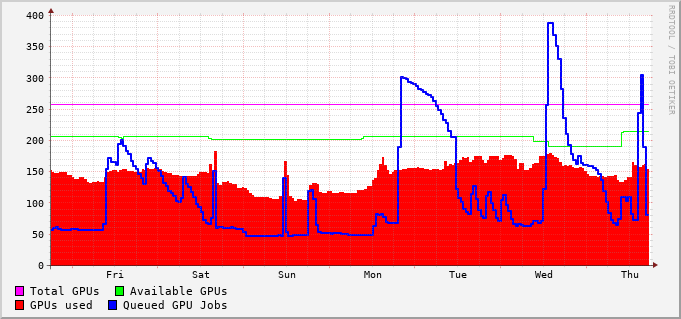 400
350
300
250
200
150
100
50
0
Fri Sat Sun Mon Tue Wed Thu
Total GPUs Available GPUs
GPUs used Queued GPU Jobs
RRDTOOL / TOBI OETIKER